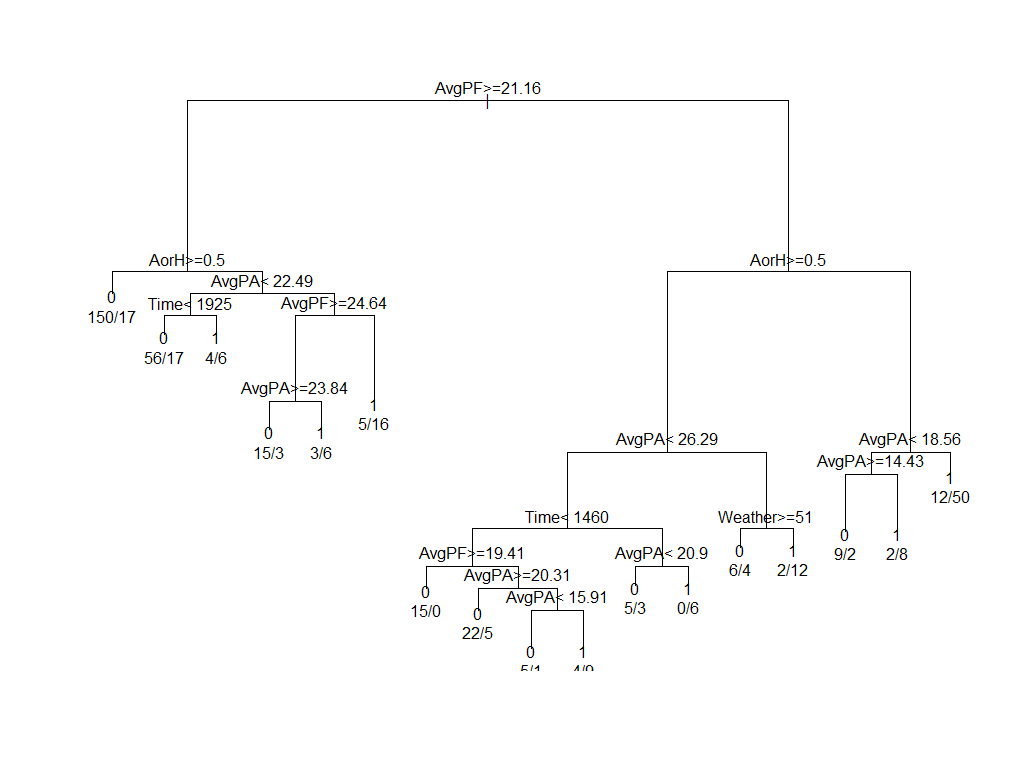 AvgPF>=21.16
AorH>=0.5
AorH>=0.5
AvgPA< 22.49
0
150/17
Time< 1925
AvgPF>=24.64
0
1
56/17
4/6
AvgPA>=23.84
1
5/16
0
1
15/3
3/6
AvgPA< 26.29
AvgPA< 18.56
AvgPA>=14.43
1
12/50
Time< 1460
Weather>=51
0
1
9/2
2/8
AvgPF>=19.41
AvgPA< 20.9
0
1
6/4
2/12
AvgPA>=20.31
0
15/0
0
1
5/3
0/6
AvgPA< 15.91
0
22/5
0
1